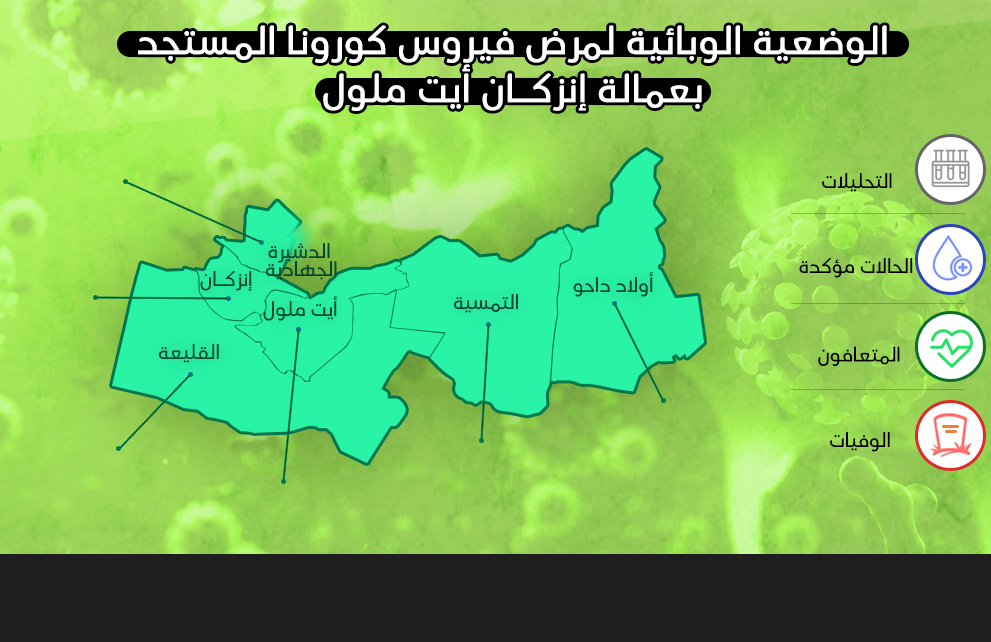 الوضعية الوبائية لمرض فيروس كورونا المستجد
بعمالة إنزكـان أيت ملول
التحليلات
الحالات مؤكدة
المتعافون
الوفيات
الدشيرة
الجهادية
إنزكـان
أيت ملول
القليعة
التمسية
أولاد داحو